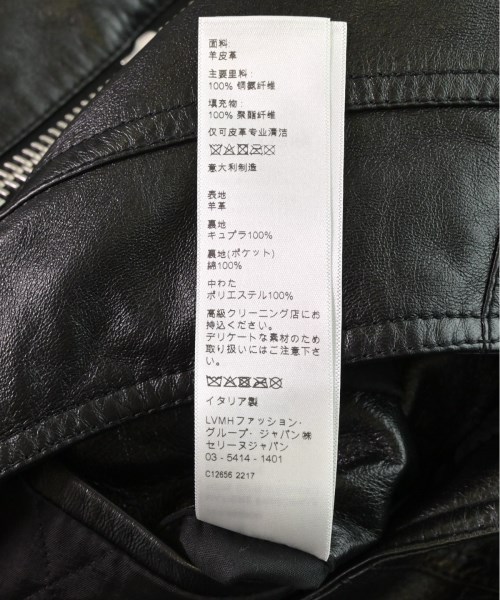 面料:
羊皮革
主要里料:
100% 铜氨纤维
填充物:
100% 聚酯纤维
仅可皮革专业清洁
意大利制造
表地
羊革
裏地
キュプラ100%
裏地(ポケット)
綿100%
中わた
ポリエステル100%
高級クリーニング店にお
持込ください。
デリケートな素材のため
取り扱いにはご注意下さ
い。
イタリア製
LVMHファッション・
グループ・ジャパン㈱
セリーヌジャパン
03 - 5414 - 1401
C12656 2217